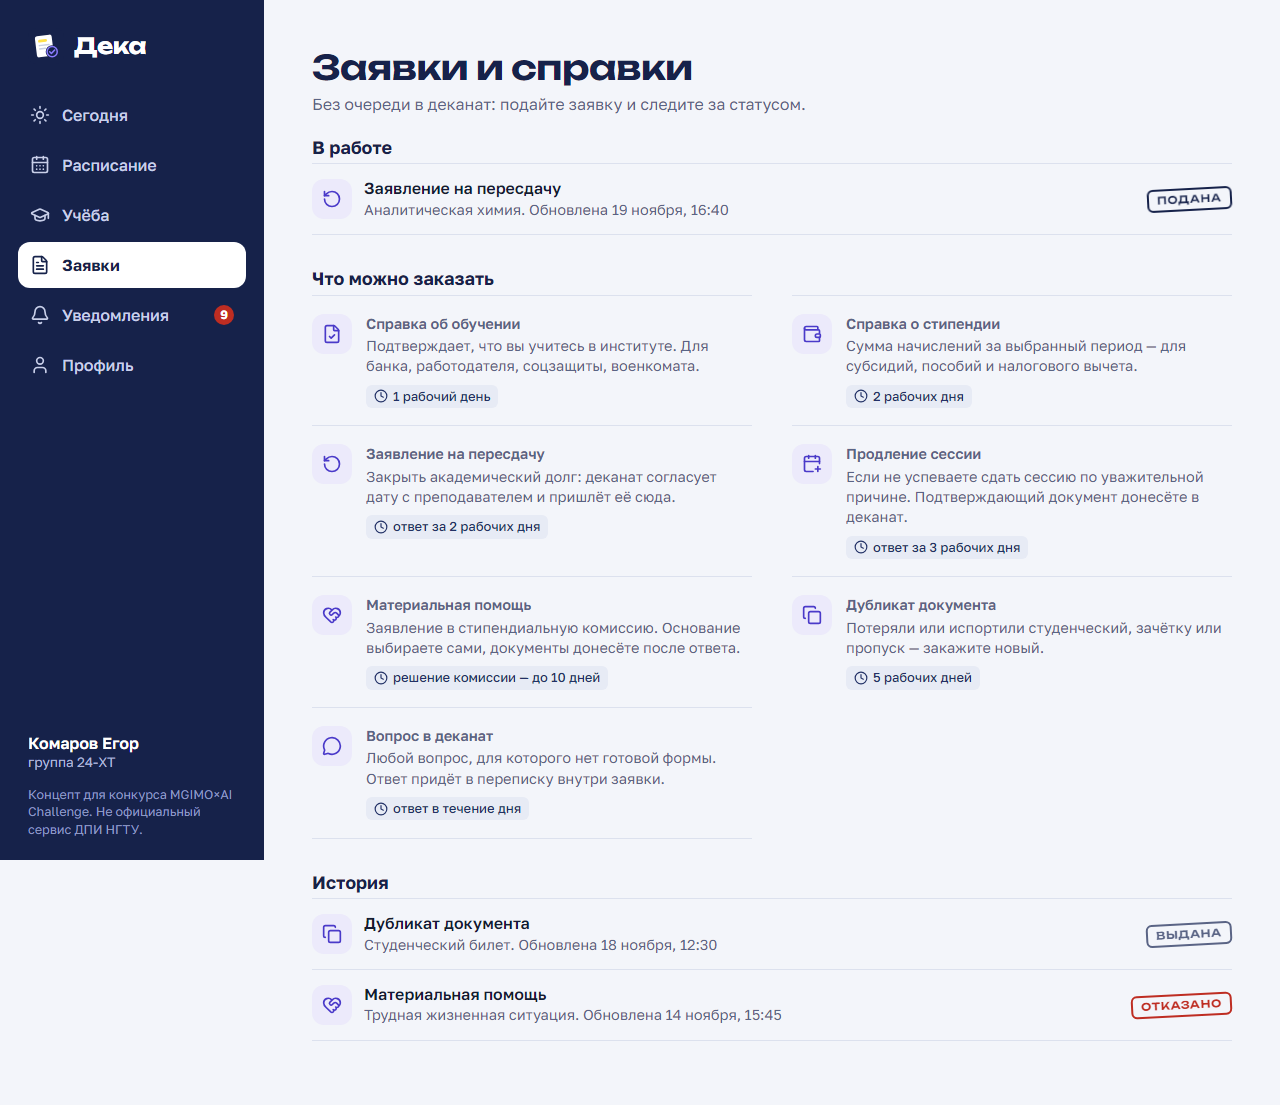 Дека
Сегодня
Расписание
Учёба
Заявки
Уведомления 9
Профиль
Комаров Егор
группа 24-ХТ
Концепт для конкурса MGIMO×AI
Challenge. Не официальный
сервис ДПИ НГТУ.
Заявки и справки
Без очереди в деканат: подайте заявку и следите за статусом.
В работе
Заявление на пересдачу
Аналитическая химия. Обновлена 19 ноября, 16:40
ПОДАНА
Что можно заказать
Справка об обучении
Подтверждает, что вы учитесь в институте. Для
банка, работодателя, соцзащиты, военкомата.
1 рабочий день
Справка о стипендии
Сумма начислений за выбранный период — для
субсидий, пособий и налогового вычета.
2 рабочих дня
Заявление на пересдачу
Закрыть академический долг: деканат согласует
дату с преподавателем и пришлёт её сюда.
ответ за 2 рабочих дня
Продление сессии
Если не успеваете сдать сессию по уважительной
причине. Подтверждающий документ донесёте в
деканат.
ответ за 3 рабочих дня
Материальная помощь
Заявление в стипендиальную комиссию. Основание
выбираете сами, документы донесёте после ответа.
решение комиссии — до 10 дней
Дубликат документа
Потеряли или испортили студенческий, зачётку или
пропуск — закажите новый.
5 рабочих дней
Вопрос в деканат
Любой вопрос, для которого нет готовой формы.
Ответ придёт в переписку внутри заявки.
ответ в течение дня
История
Дубликат документа
Студенческий билет. Обновлена 18 ноября, 12:30
ВЫДАНА
Материальная помощь
Трудная жизненная ситуация. Обновлена 14 ноября, 15:45
ОТКАЗАНО